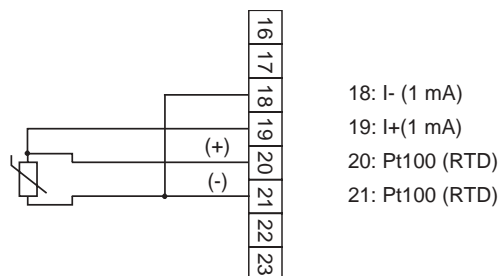 16
17
18
19
20
21
22
23
(+)
(-)
18: I- (1 mA)
19: I+(1 mA)
20: Pt100 (RTD)
21: Pt100 (RTD)